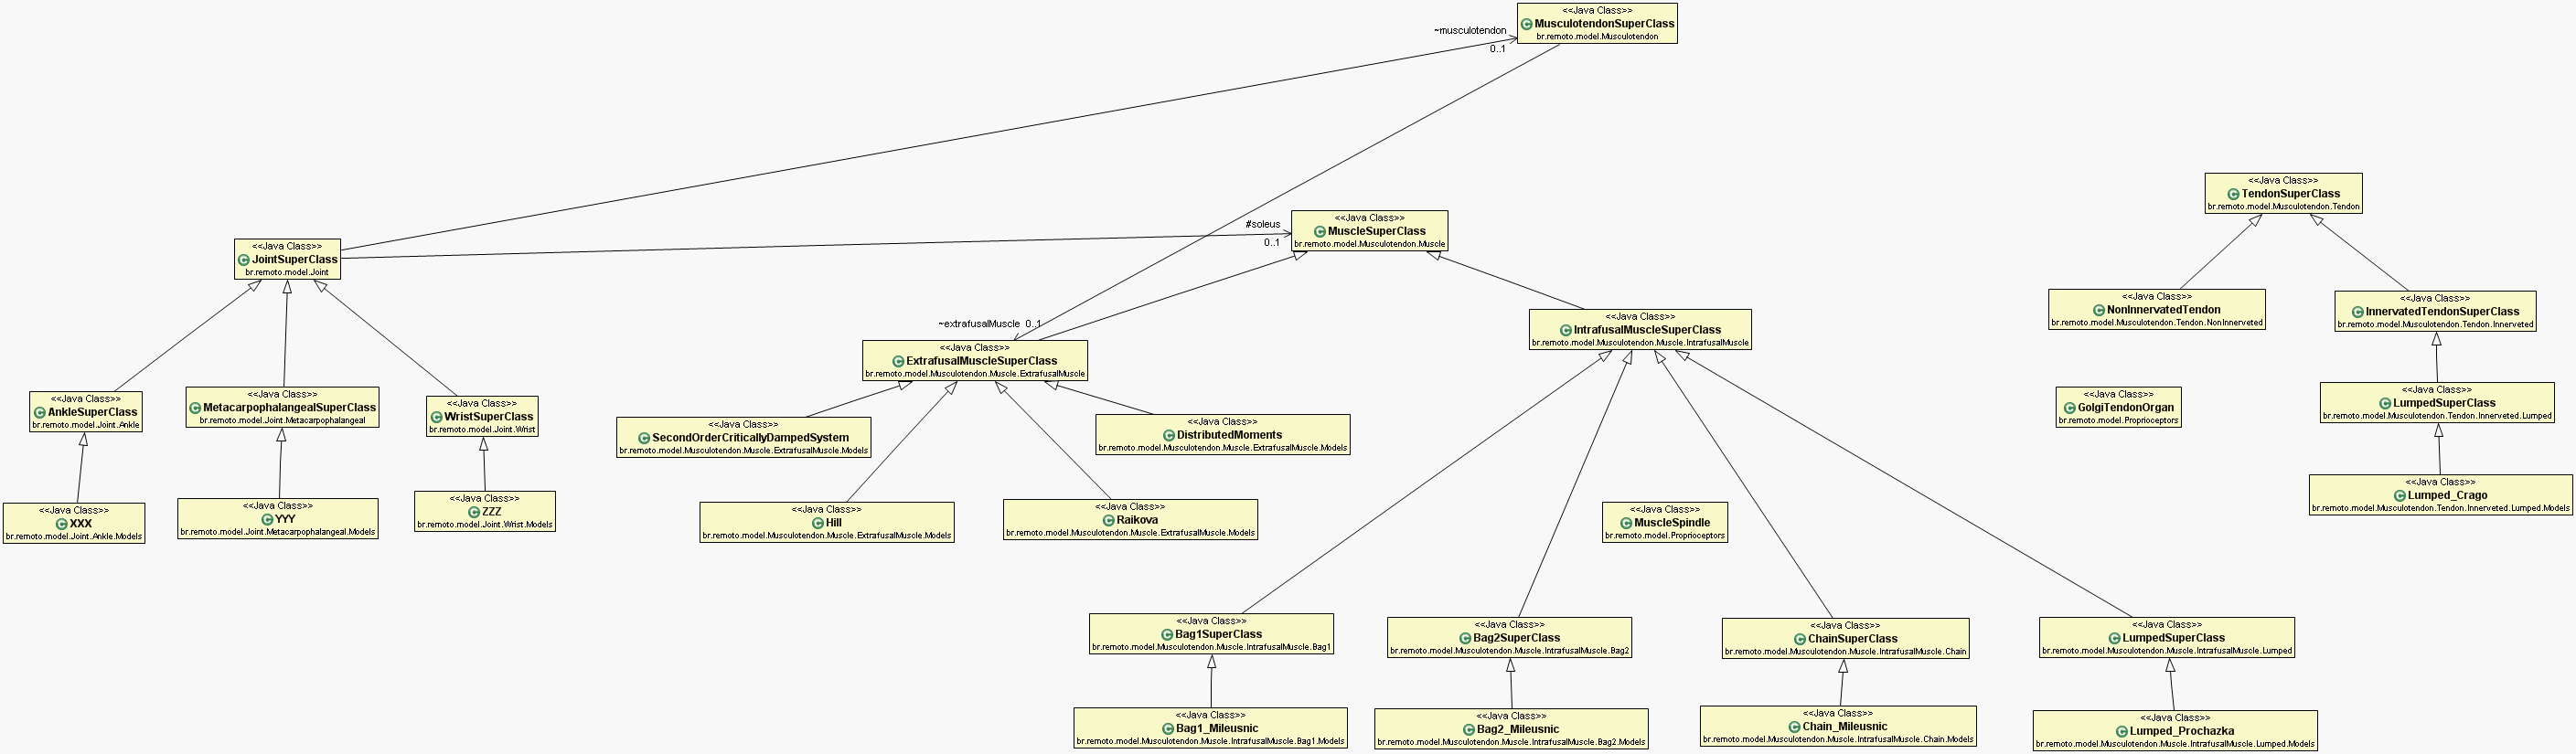 <<Java Class>>
MusculotendonSuperClass
br.remoto.model.Musculotendon
~musculotendon
0..1
<<Java Class>>
TendonSuperClass
br.remoto.model.Musculotendon.Tendon
<<Java Class>>
MuscleSuperClass
br.remoto.model.Musculotendon.Muscle
#soleus
0..1
<<Java Class>>
JointSuperClass
br.remoto.model.Joint
<<Java Class>>
NonInnervatedTendon
br.remoto.model.Musculotendon.Tendon.NonInnerveted
<<Java Class>>
InnervatedTendonSuperClass
br.remoto.model.Musculotendon.Tendon.Innerveted
<<Java Class>>
IntrafusalMuscleSuperClass
br.remoto.model.Musculotendon.Muscle.IntrafusalMuscle
~extrafusalMuscle 0..1
<<Java Class>>
ExtrafusalMuscleSuperClass
br.remoto.model.Musculotendon.Muscle.ExtrafusalMuscle
<<Java Class>>
AnkleSuperClass
br.remoto.model.Joint.Ankle
<<Java Class>>
MetacarpophalangealSuperClass
br.remoto.model.Joint.Metacarpophalangeal
<<Java Class>>
WristSuperClass
br.remoto.model.Joint.Wrist
<<Java Class>>
SecondOrderCriticallyDampedSystem
br.remoto.model.Musculotendon.Muscle.ExtrafusalMuscle.Models
<<Java Class>>
DistributedMoments
br.remoto.model.Musculotendon.Muscle.ExtrafusalMuscle.Models
<<Java Class>>
GolgiTendonOrgan
br.remoto.model.Proprioceptors
<<Java Class>>
LumpedSuperClass
br.remoto.model.Musculotendon.Tendon.Innerveted.Lumped
<<Java Class>>
XXX
br.remoto.model.Joint.Ankle.Models
<<Java Class>>
YYY
br.remoto.model.Joint.Metacarpophalangeal.Models
<<Java Class>>
ZZZ
br.remoto.model.Joint.Wrist.Models
<<Java Class>>
Hill
br.remoto.model.Musculotendon.Muscle.ExtrafusalMuscle.Models
<<Java Class>>
Raikova
br.remoto.model.Musculotendon.Muscle.ExtrafusalMuscle.Models
<<Java Class>>
MuscleSpindle
br.remoto.model.Proprioceptors
<<Java Class>>
Lumped_Crago
br.remoto.model.Musculotendon.Tendon.Innerveted.Lumped.Models
<<Java Class>>
Bag1SuperClass
br.remoto.model.Musculotendon.Muscle.IntrafusalMuscle.Bag1
<<Java Class>>
Bag2SuperClass
br.remoto.model.Musculotendon.Muscle.IntrafusalMuscle.Bag2
<<Java Class>>
ChainSuperClass
br.remoto.model.Musculotendon.Muscle.IntrafusalMuscle.Chain
<<Java Class>>
LumpedSuperClass
br.remoto.model.Musculotendon.Muscle.IntrafusalMuscle.Lumped
<<Java Class>>
Bag1_Mileusnic
br.remoto.model.Musculotendon.Muscle.IntrafusalMuscle.Bag1.Models
<<Java Class>>
Bag2_Mileusnic
br.remoto.model.Musculotendon.Muscle.IntrafusalMuscle.Bag2.Models
<<Java Class>>
Chain_Mileusnic
br.remoto.model.Musculotendon.Muscle.IntrafusalMuscle.Chain.Models
<<Java Class>>
Lumped_Prochazka
br.remoto.model.Musculotendon.Muscle.IntrafusalMuscle.Lumped.Models